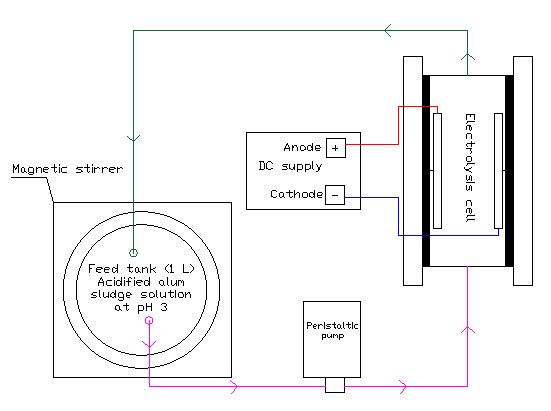 Anode +
DC supply
Cathode -
Electrolysis cell
Magnetic stirrer
Feed tank (1 L)
Acidified alum
sludge solution
at pH 3
Peristaltic
pump